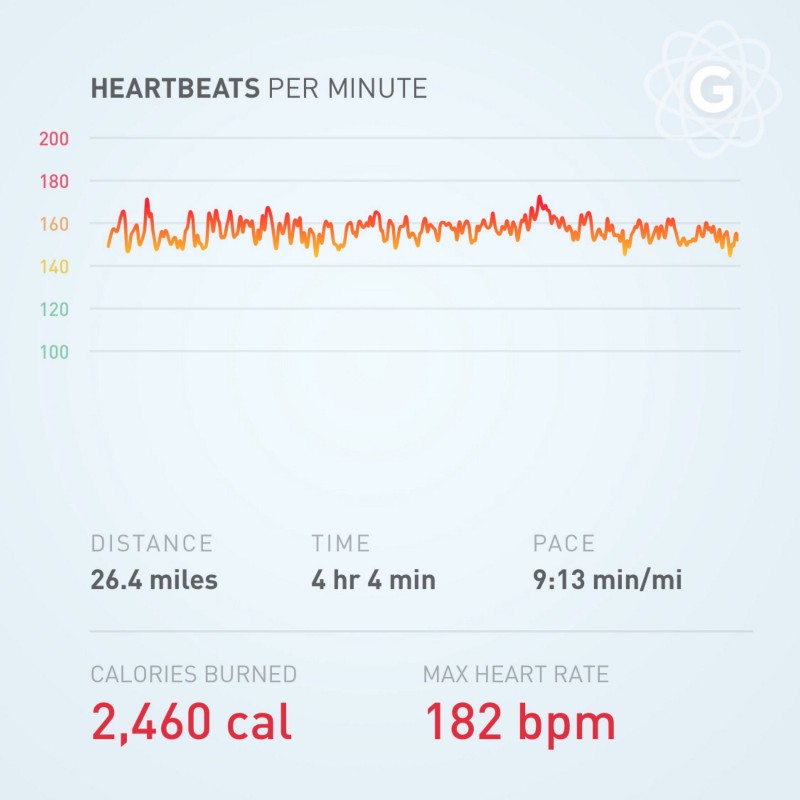 G
HEARTBEATS PER MINUTE
200
180
160
140
120
100
DISTANCE
26.4 miles
TIME
4 hr 4 min
PACE
9:13 min/mi
CALORIES BURNED
2,460 cal
MAX HEART RATE
182 bpm